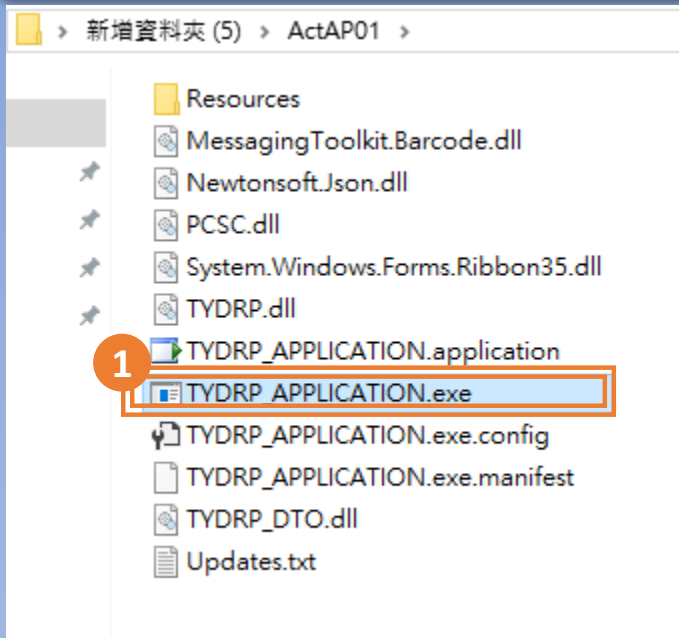 新增資料夾 (5) > ActAP01 >
Resources
MessagingToolkit.Barcode.dll
Newtonsoft.Json.dll
PCSC.dll
System.Windows.Forms.Ribbon35.dll
TYDRP.dll
TYDRP_APPLICATION.application
1
TYDRP_APPLICATION.exe
TYDRP_APPLICATION.exe.config
TYDRP_APPLICATION.exe.manifest
TYDRP_DTO.dll
Updates.txt